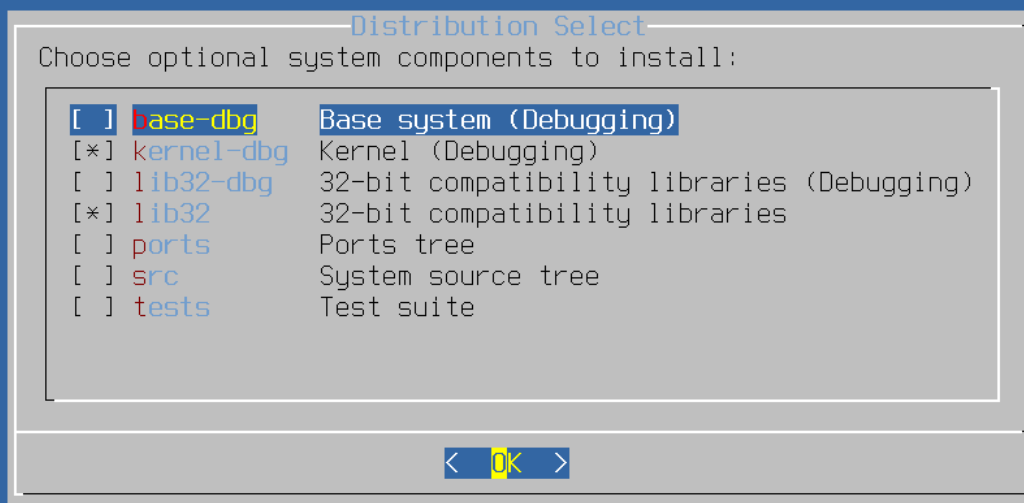 Distribution Select
Choose optional system components to install:
[ ] base-dbg Base system (Debugging)
[*] kernel-dbg Kernel (Debugging)
[ ] lib32-dbg 32-bit compatibility libraries (Debugging)
[*] lib32 32-bit compatibility libraries
[ ] ports Ports tree
[ ] src System source tree
[ ] tests Test suite
< OK >